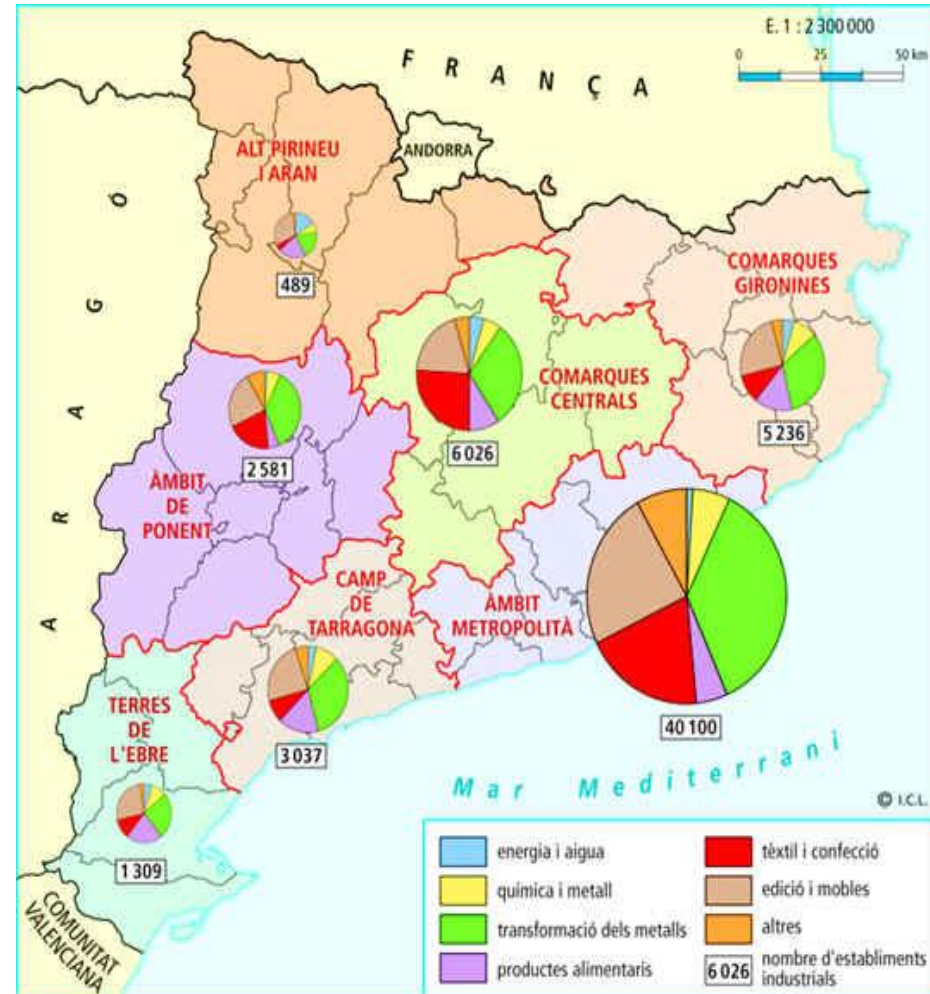 E. 1 : 2 300 000
0 25 50 km
FRANÇA
ANDORRA
ARAGÓ
ALT PIRINEU
I ARAN
489
COMARQUES
GIRONINES
5 236
COMARQUES
CENTRALS
6 026
2 581
ÀMBIT
DE
PONENT
CAMP
DE
TARRAGONA
3 037
ÀMBIT
METROPOLITÀ
40 100
TERRES
DE
L'EBRE
1 309
Mar Mediterrani
© I.C.L.
COMUNITAT
VALENCIANA
energia i aigua
química i metall
transformació dels metalls
productes alimentaris
tèxtil i confecció
edició i mobles
altres
6 026 nombre d'establiments
industrials